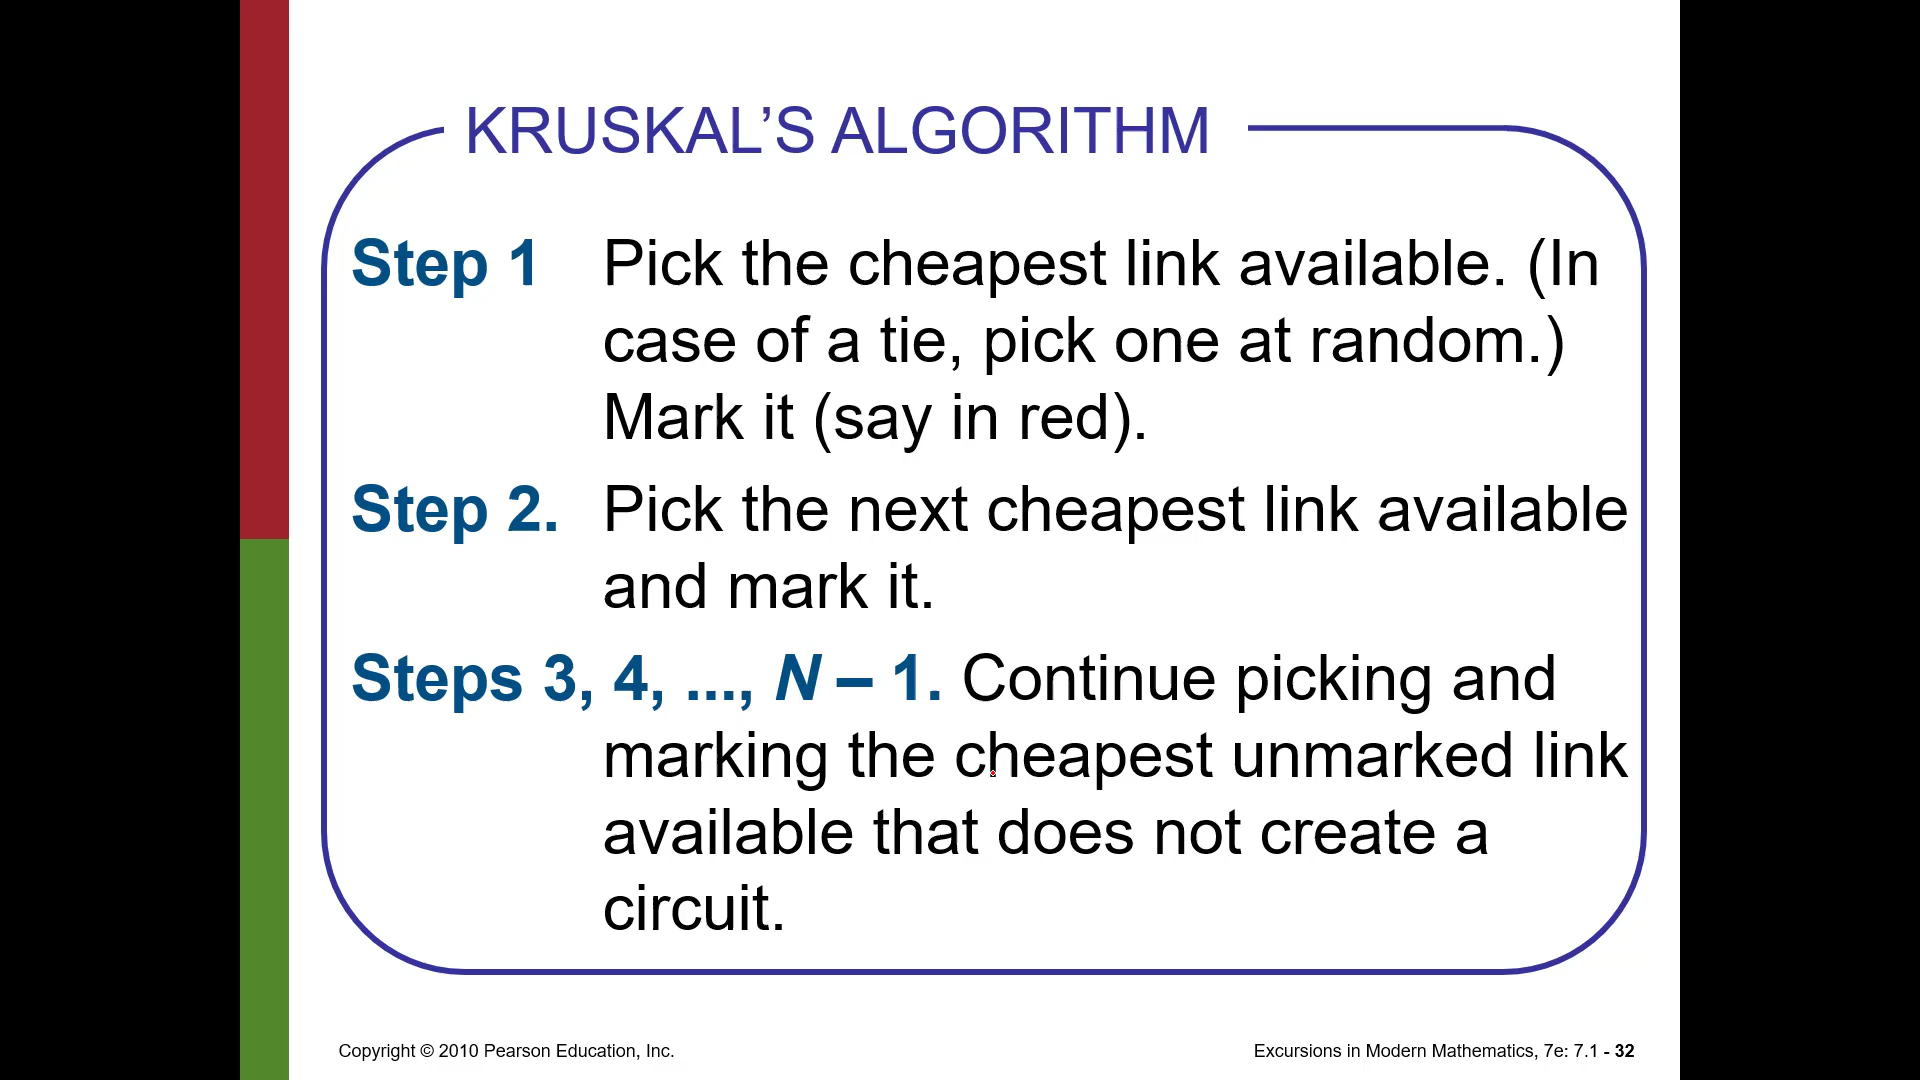 KRUSKAL’S ALGORITHM
Step 1 Pick the cheapest link available. (In
case of a tie, pick one at random.)
Mark it (say in red).
Step 2. Pick the next cheapest link available
and mark it.
Steps 3, 4, ..., N – 1. Continue picking and
marking the cheapest unmarked link
available that does not create a
circuit.
Copyright © 2010 Pearson Education, Inc.
Excursions in Modern Mathematics, 7e: 7.1 - 32